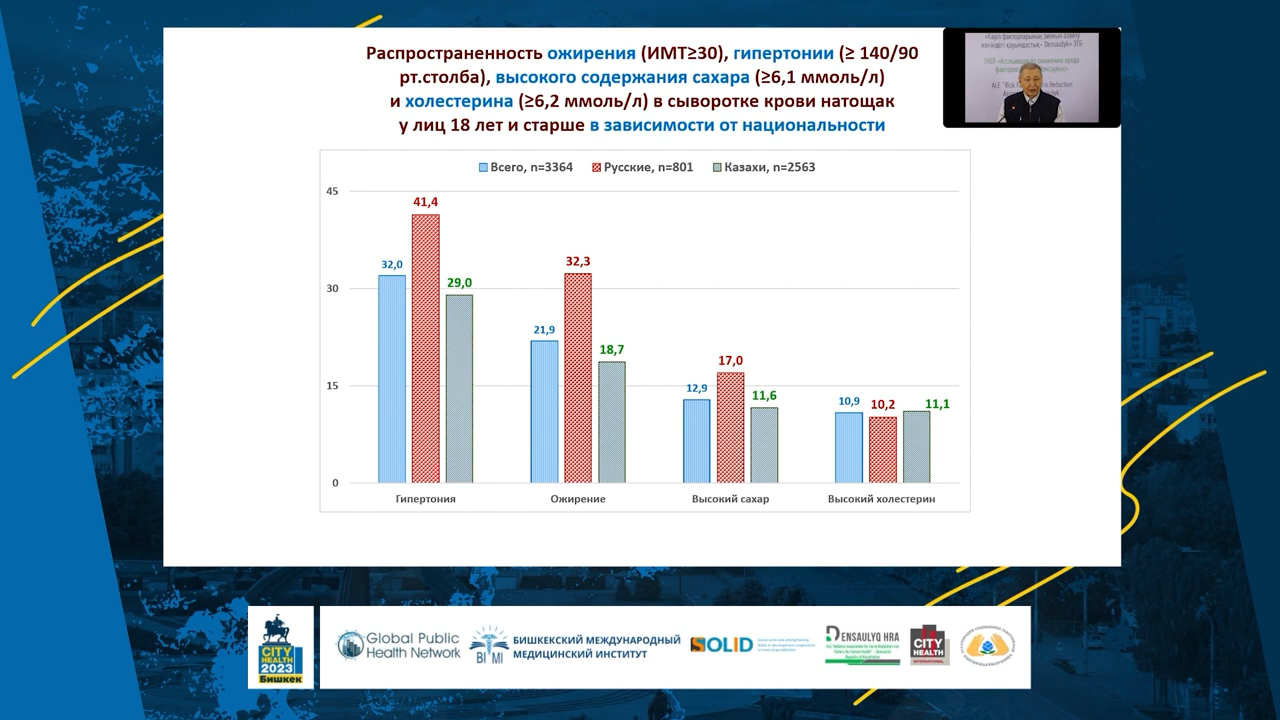 Распространенность ожирения (ИМТ≥30), гипертонии (≥ 140/90
рт.столба), высокого содержания сахара (≥6,1 ммоль/л)
и холестерина (≥6,2 ммоль/л) в сыворотке крови натощак
у лиц 18 лет и старше в зависимости от национальности
Всего, n=3364 Русские, n=801 Казахи, n=2563
45
30
15
0
32,0 41,4 29,0
21,9 32,3 18,7
12,9 17,0 11,6
10,9 10,2 11,1
Гипертония Ожирение Высокий сахар Высокий холестерин
CITY
HEALTH
2023
Бишкек
Global Public
Health Network
BIMI
БИШКЕКСКИЙ МЕЖДУНАРОДНЫЙ
МЕДИЦИНСКИЙ ИНСТИТУТ
SOLID
DENSAULYQ HRA
CITY
HEALTH
INTERNATIONAL